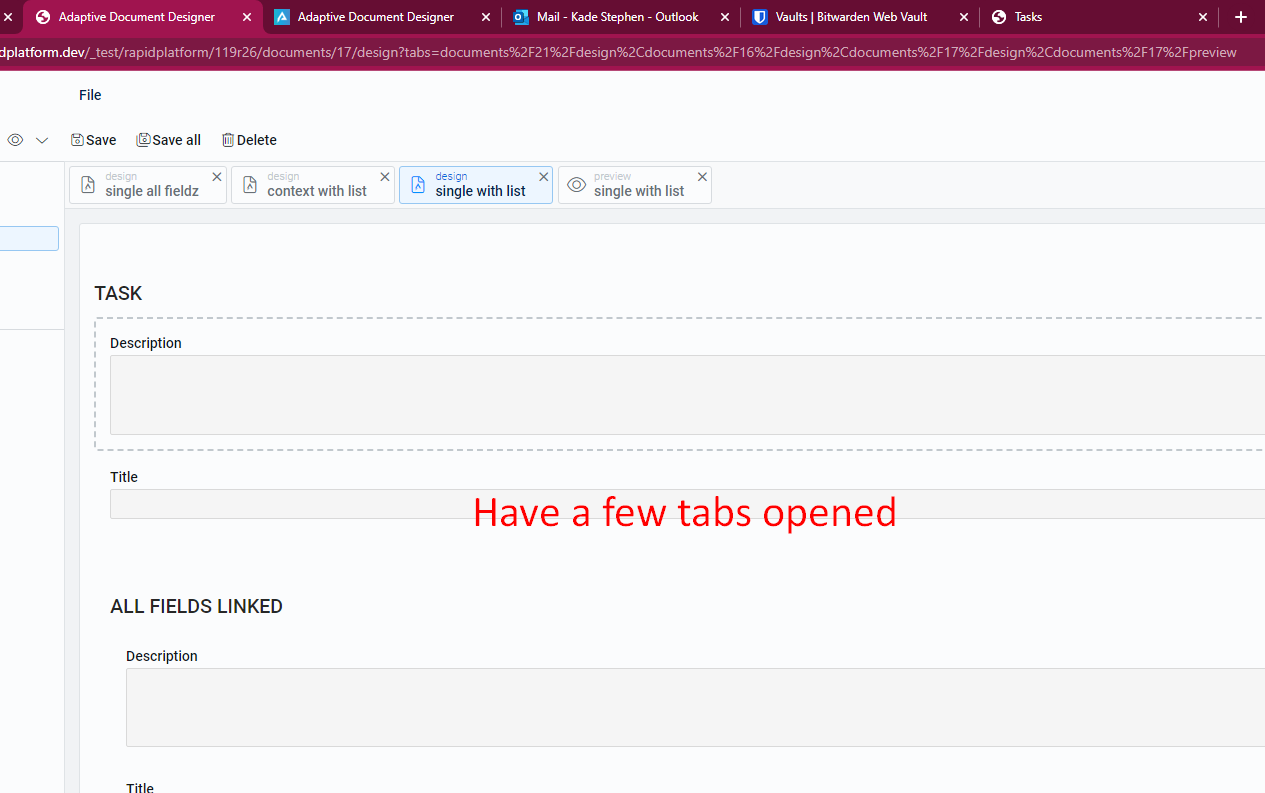 Adaptive Document Designer
Adaptive Document Designer
Mail - Kade Stephen - Outlook
Vaults | Bitwarden Web Vault
Tasks
dplatform.dev/_test/rapidplatform/119r26/documents/17/design?tabs=documents%2F21%2Fdesign%2Cdocuments%2F16%2Fdesign%2Cdocuments%2F17%2Fdesign%2Cdocuments%2F17%2Fpreview
File
Save
Save all
Delete
design
single all fieldz
design
context with list
design
single with list
preview
single with list
TASK
Description
Title
Have a few tabs opened
ALL FIELDS LINKED
Description
Title